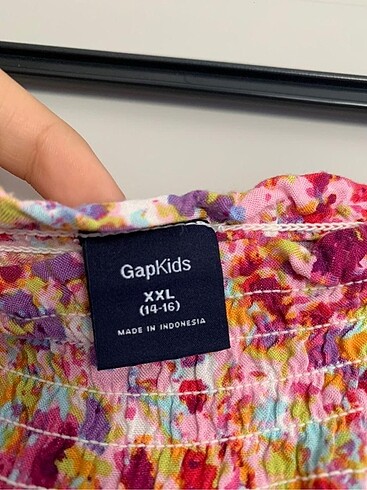 GapKids
XXL
(14-16)
MADE IN INDONESIA